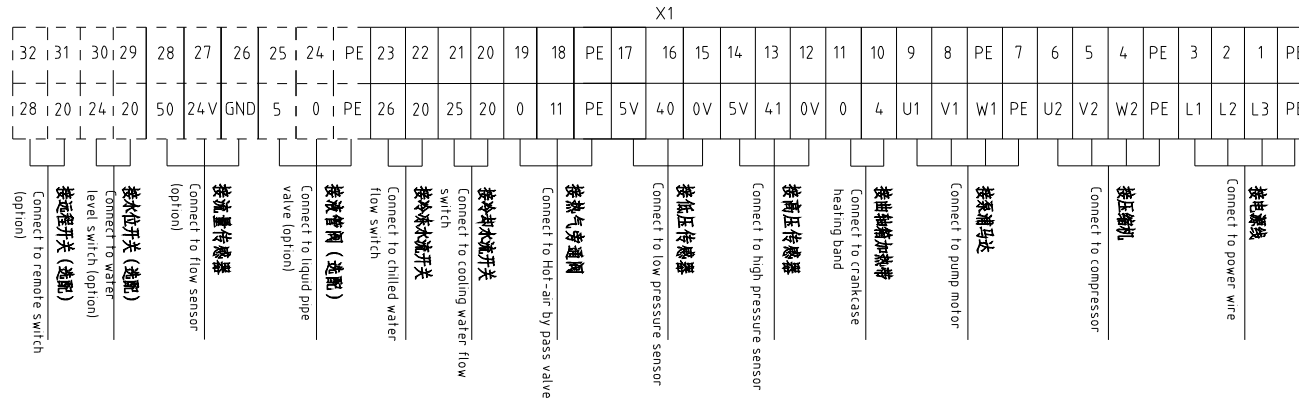 X1
32 31 30 29 28 27 26 25 24 PE 23 22 21 20 19 18 PE 17 16 15 14 13 12 11 10 9 8 PE 7 6 5 4 PE 3 2 1 PE
28 20 24 20 50 24V GND 5 0 PE 26 20 25 20 0 11 PE 5V 40 0V 5V 41 0V 0 4 U1 V1 W1 PE U2 V2 W2 PE L1 L2 L3 PE
接远程开关（选配）
Connect to remote switch
(option)
接水位开关（选配）
Connect to water
level switch (option)
接流量传感器
Connect to flow sensor
(option)
接液管阀（选配）
Connect to liquid pipe
valve (option)
接冷冻水流开关
Connect to chilled water
flow switch
接冷却水流开关
Connect to cooling water flow
switch
接热气旁通阀
Connect to Hot-air by pass valve
接低压传感器
Connect to low pressure sensor
接高压传感器
Connect to high pressure sensor
接曲轴箱加热带
Connect to crankcase
heating band
接泵浦马达
Connect to pump motor
接压缩机
Connect to compressor
接电源线
Connect to power wire